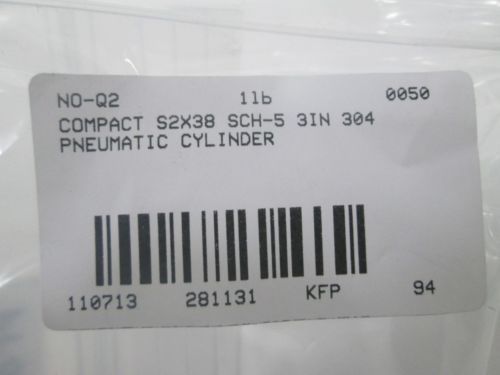 NO-Q2 1lb 0050
COMPACT S2X38 SCH-5 3IN 304
PNEUMATIC CYLINDER
110713 281131 KFP 94